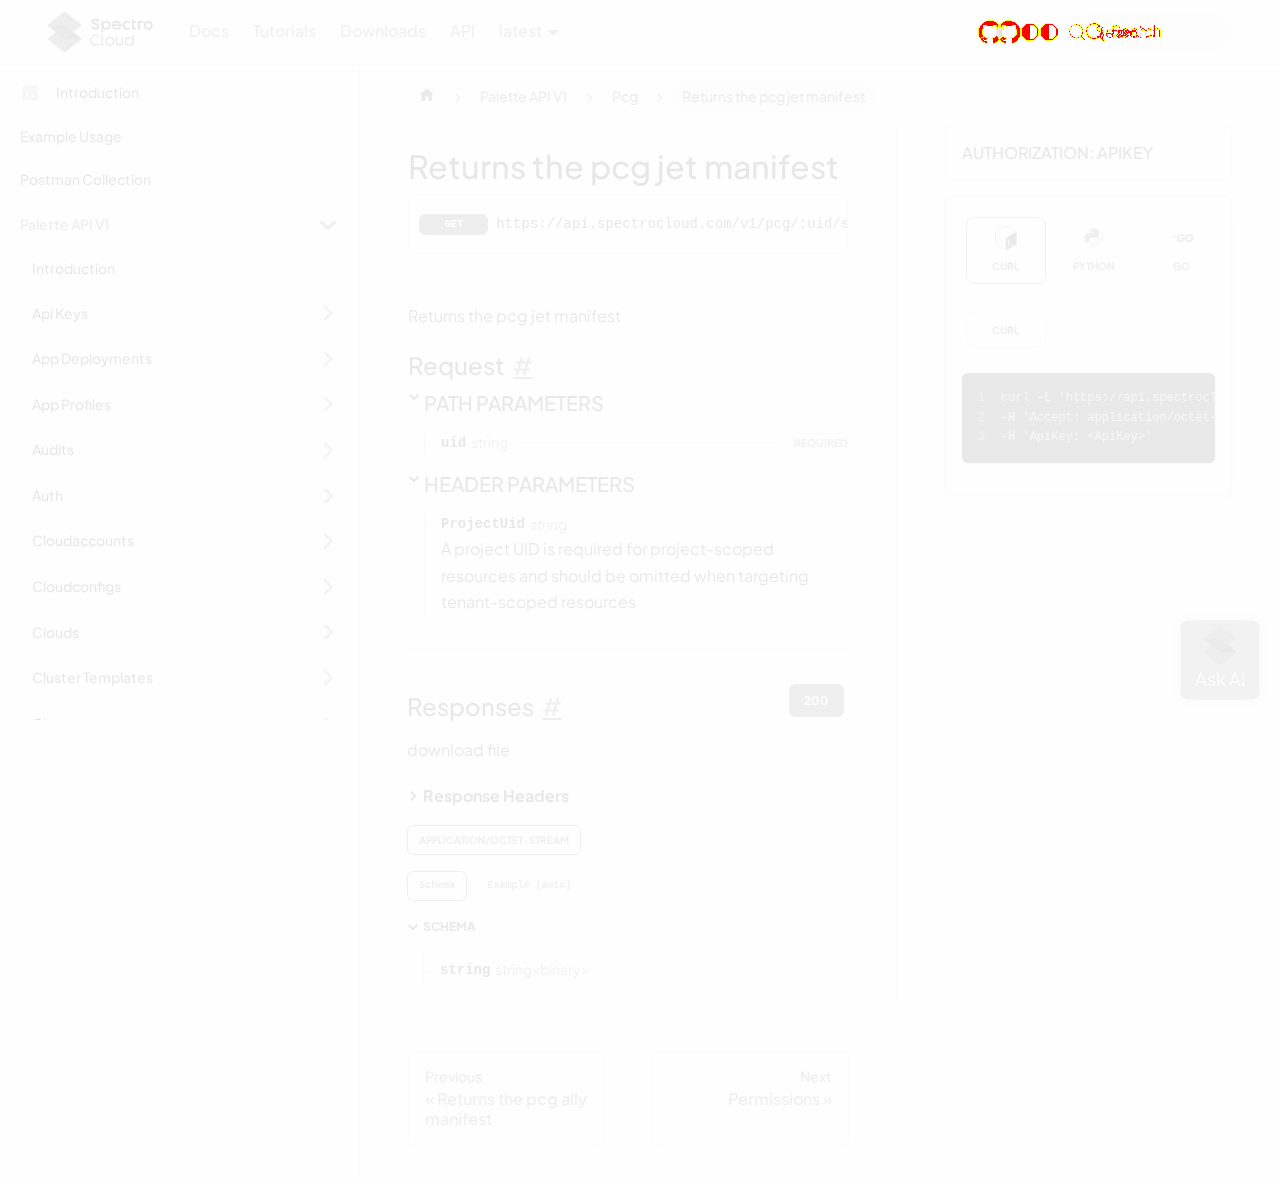 Spectro Cloud
Docs Tutorials Downloads API latest
Search
Introduction
Example Usage
Postman Collection
Palette API V1
Introduction
Api Keys
App Deployments
App Profiles
Audits
Auth
Cloudaccounts
Cloudconfigs
Clouds
Cluster Templates
Palette API V1 Pcg Returns the pcg jet manifest
Returns the pcg jet manifest
GET https://api.spectrocloud.com/v1/pcg/:uid/s
Returns the pcg jet manifest
Request #
PATH PARAMETERS
uid string REQUIRED
HEADER PARAMETERS
ProjectUid string
A project UID is required for project-scoped
resources and should be omitted when targeting
tenant-scoped resources
Responses # 200
download file
Response Headers
APPLICATION/OCTET-STREAM
Schema Example (auto)
SCHEMA
string string<binary>
Previous
« Returns the pcg ally
manifest
Next
Permissions »
AUTHORIZATION: APIKEY
CURL PYTHON GO
CURL
1 curl -L 'https://api.spectrocl
2 -H 'Accept: application/octet-
3 -H 'ApiKey: <ApiKey>'
Ask AI